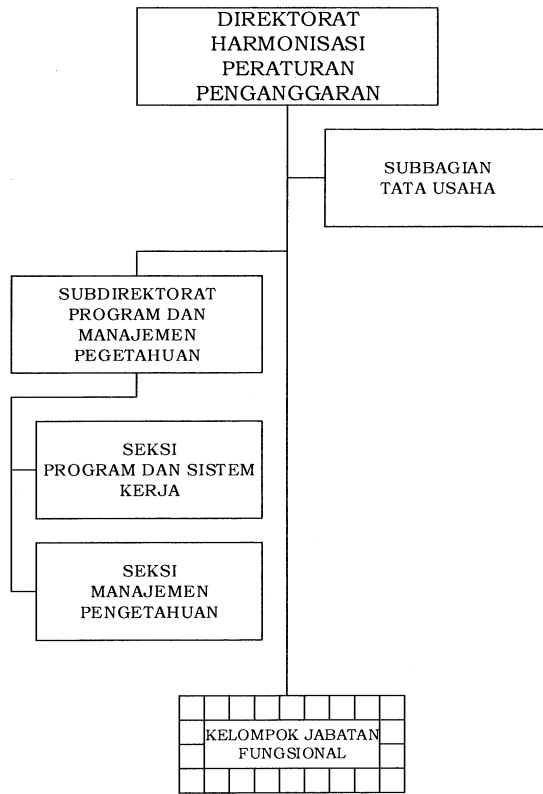 DIREKTORAT
HARMONISASI
PERATURAN
PENGANGGARAN
SUBBAGIAN
TATA USAHA
SUBDIREKTORAT
PROGRAM DAN
MANAJEMEN
PEGETAHUAN
SEKSI
PROGRAM DAN SISTEM
KERJA
SEKSI
MANAJEMEN
PENGETAHUAN
KELOMPOK JABATAN
FUNGSIONAL